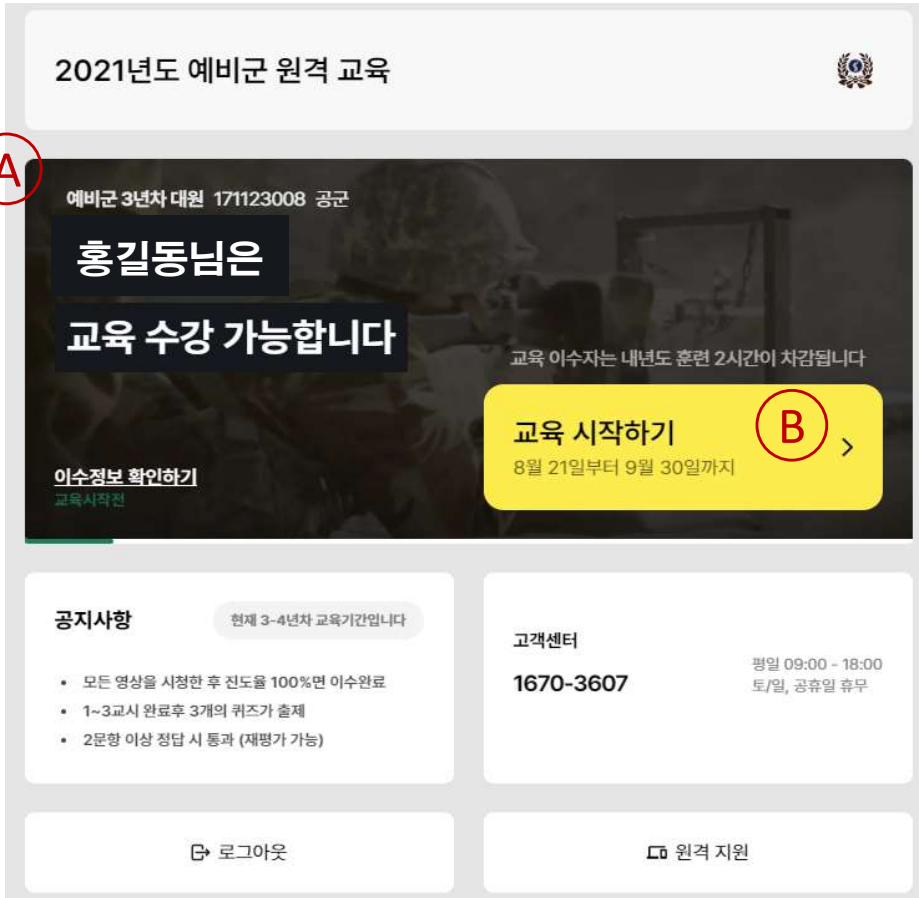 2021년도 예비군 원격 교육
A
예비군 3년차 대원 171123008 공군
홍길동님은
교육 수강 가능합니다
교육 이수자는 내년도 훈련 2시간이 차감됩니다
교육 시작하기
B
8월 21일부터 9월 30일까지
이수정보 확인하기
교육시작전
공지사항
현재 3-4년차 교육기간입니다
• 모든 영상을 시청한 후 진도율 100%면 이수완료
• 1~3교시 완료후 3개의 퀴즈가 출제
• 2문항 이상 정답 시 통과 (재평가 가능)
고객센터
1670-3607
평일 09:00 - 18:00
토/일, 공휴일 휴무
로그아웃
원격 지원